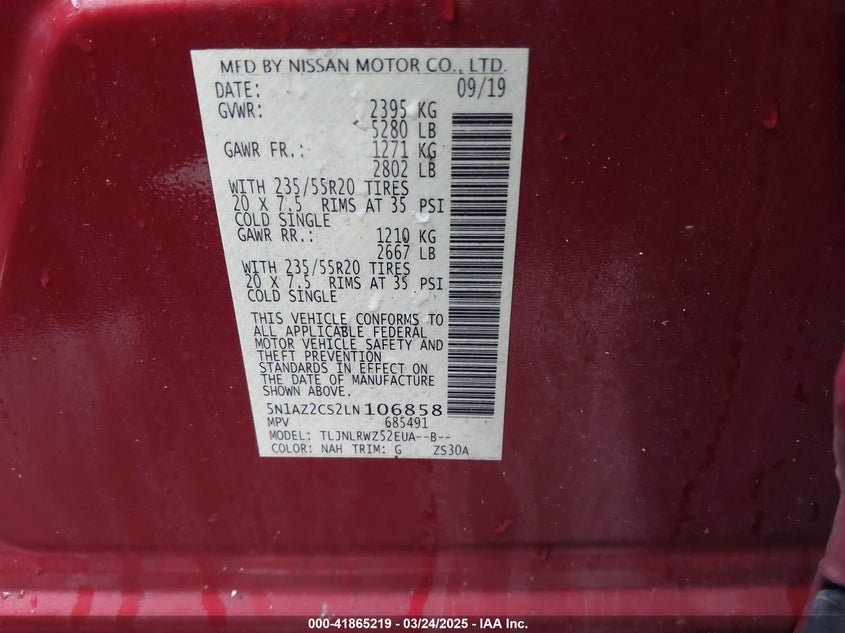 MFD BY NISSAN MOTOR CO., LTD.
DATE: 09/19
GVWR: 2395 KG
5280 LB
GAWR FR.: 1271 KG
2802 LB
WITH 235/55R20 TIRES
20 X 7.5 RIMS AT 35 PSI
COLD SINGLE
GAWR RR.: 1210 KG
2667 LB
WITH 235/55R20 TIRES
20 X 7.5 RIMS AT 35 PSI
COLD SINGLE
THIS VEHICLE CONFORMS TO
ALL APPLICABLE FEDERAL
MOTOR VEHICLE SAFETY AND
THEFT PREVENTION
STANDARDS IN EFFECT ON
THE DATE OF MANUFACTURE
SHOWN ABOVE.
5N1AZ2CS2LN106858
MPV 685491
MODEL: TLJNLRWZ52EUA--B--
COLOR: NAH TRIM: G ZS30A
000-41865219 - 03/24/2025 - IAA Inc.